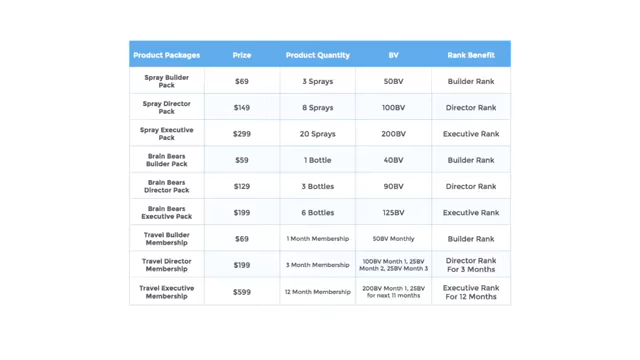 Product Packages Prize Product Quantity BV Rank Benefit
Spray Builder
Pack $69 3 Sprays 50BV Builder Rank
Spray Director
Pack $149 8 Sprays 100BV Director Rank
Spray Executive
Pack $299 20 Sprays 200BV Executive Rank
Brain Bears
Builder Pack $59 1 Bottle 40BV Builder Rank
Brain Bears
Director Pack $129 3 Bottles 90BV Director Rank
Brain Bears
Executive Pack $199 6 Bottles 125BV Executive Rank
Travel Builder
Membership $69 1 Month Membership 50BV Monthly Builder Rank
Travel Director
Membership $199 3 Month Membership 100BV Month 1, 25BV
Month 2, 25BV Month 3 Director Rank
For 3 Months
Travel Executive
Membership $599 12 Month Membership 200BV Month 1, 25BV
for next 11 months Executive Rank
For 12 Months